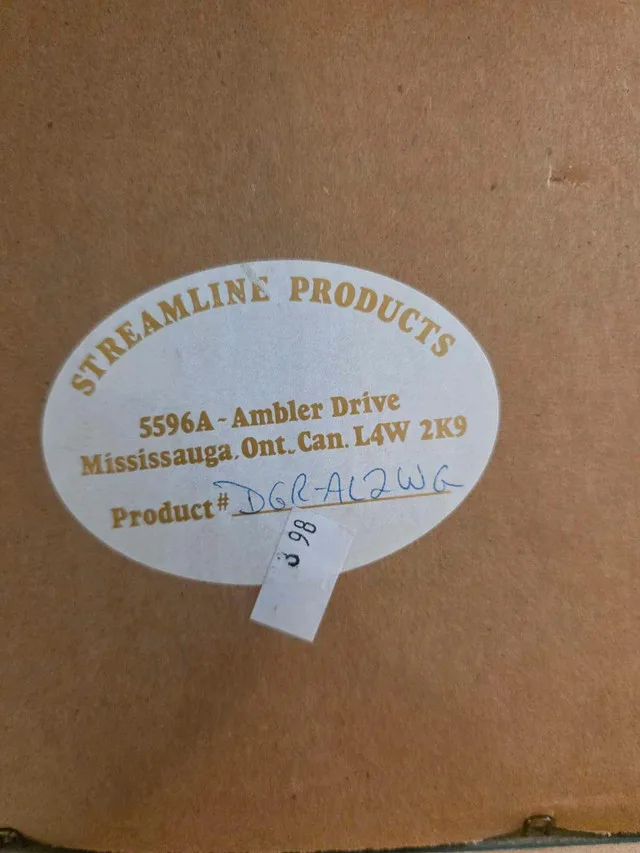 STREAMLINE PRODUCTS
5596A - Ambler Drive
Mississauga, Ont., Can. L4W 2K9
Product # DGR-AL2WG
8 98